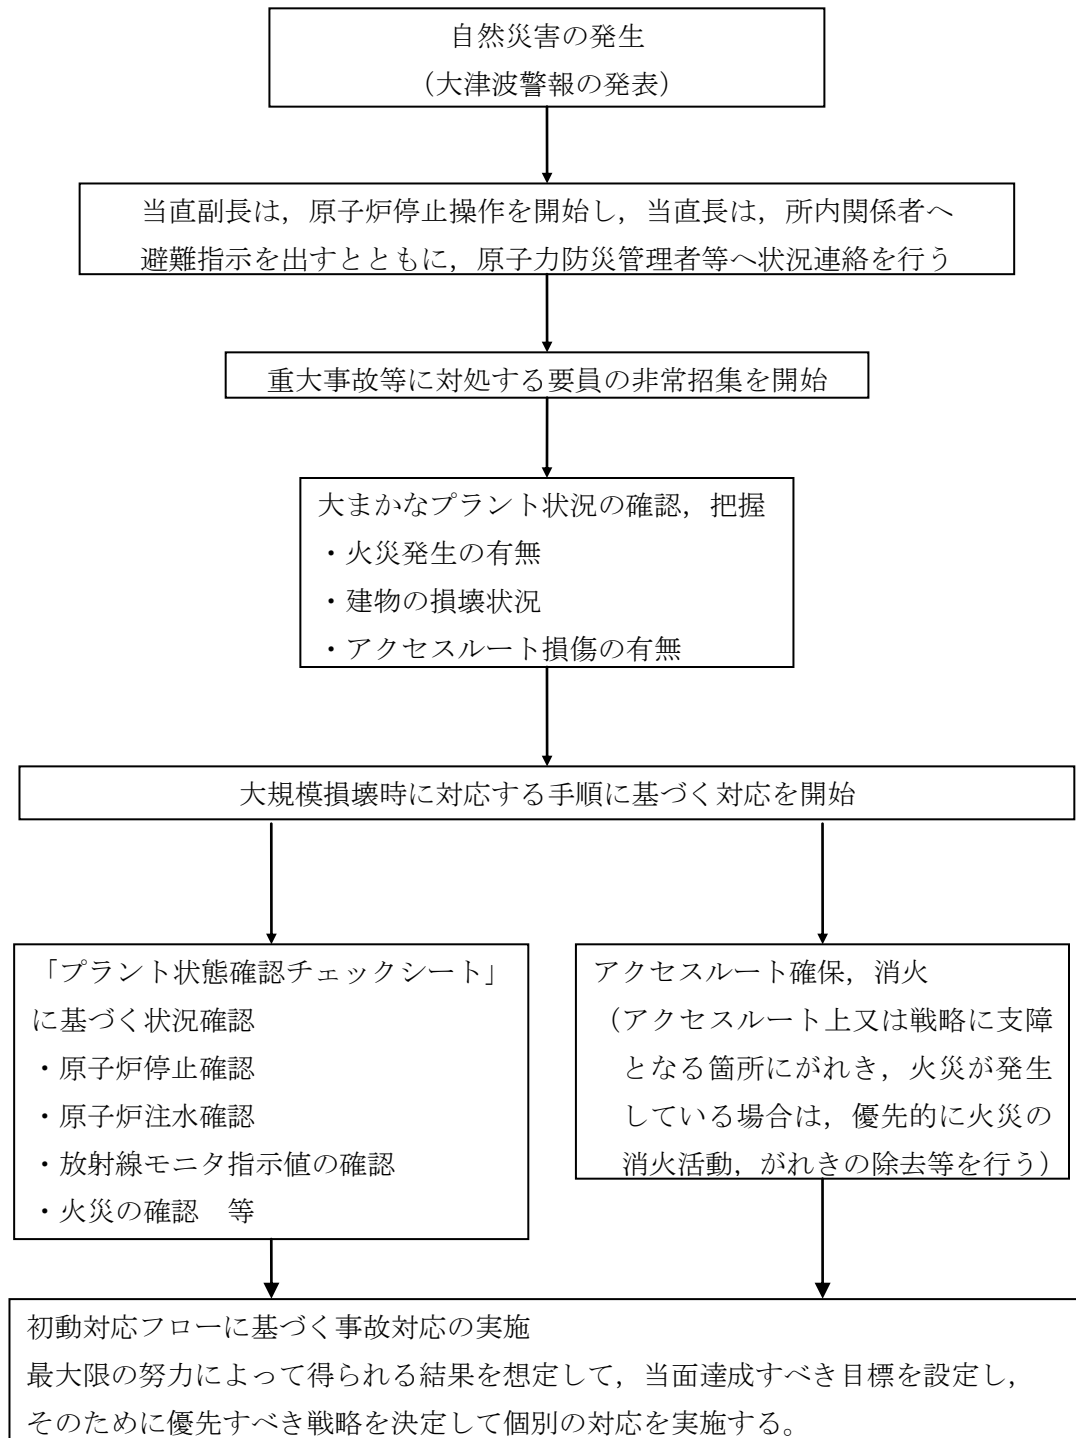 自然災害の発生
(大津波警報の発表)
当直副長は，原子炉停止操作を開始し，当直長は，所内関係者へ
避難指示を出すとともに，原子力防災管理者等へ状況連絡を行う
重大事故等に対処する要員の非常招集を開始
大まかなプラント状況の確認，把握
・火災発生の有無
・建物の損壊状況
・アクセスルート損傷の有無
大規模損壊時に対応する手順に基づく対応を開始
「プラント状態確認チェックシート」
に基づく状況確認
・原子炉停止確認
・原子炉注水確認
・放射線モニタ指示値の確認
・火災の確認　等
アクセスルート確保，消火
（アクセスルート上又は戦略に支障
となる箇所にがれき，火災が発生
している場合は，優先的に火災の
消火活動，がれきの除去等を行う）
初動対応フローに基づく事故対応の実施
最大限の努力によって得られる結果を想定して，当面達成すべき目標を設定し，
そのために優先すべき戦略を決定して個別の対応を実施する。